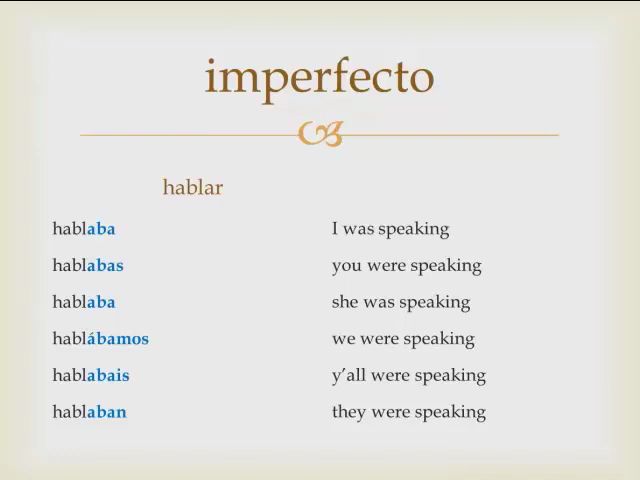 imperfecto
hablar
hablaba I was speaking
hablabas you were speaking
hablaba she was speaking
hablábamos we were speaking
hablabais y’all were speaking
hablaban they were speaking